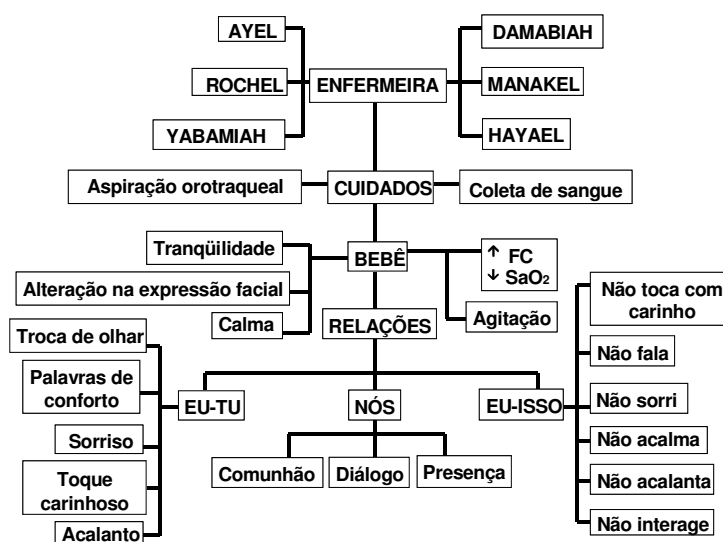 AYEL
DAMABIAH
ROCHEL
ENFERMEIRA
MANAKEL
YABAMIAH
HAYAEL
Aspiração orotraqueal
CUIDADOS
Coleta de sangue
Tranqüilidade
BEBÊ
↑ FC
↓ SaO₂
Alteração na expressão facial
Calma
RELAÇÕES
Agitação
Não toca com
carinho
Troca de olhar
Não fala
Palavras de
conforto
EU-TU
NÓS
EU-ISSO
Não sorri
Sorriso
Não acalma
Comunhão
Diálogo
Presença
Toque
carinhoso
Não acalanta
Acalanto
Não interage